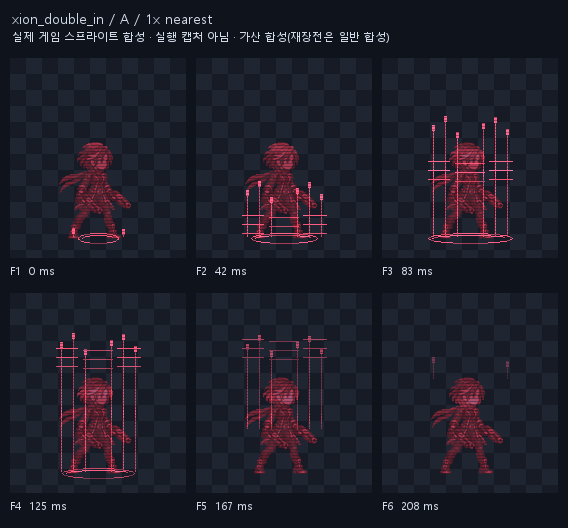 xion_double_in / A / 1x nearest
실제 게임 스프라이트 합성 · 실행 캡처 아님 · 가산 합성(재장전은 일반 합성)
F1 0 ms
F2 42 ms
F3 83 ms
F4 125 ms
F5 167 ms
F6 208 ms